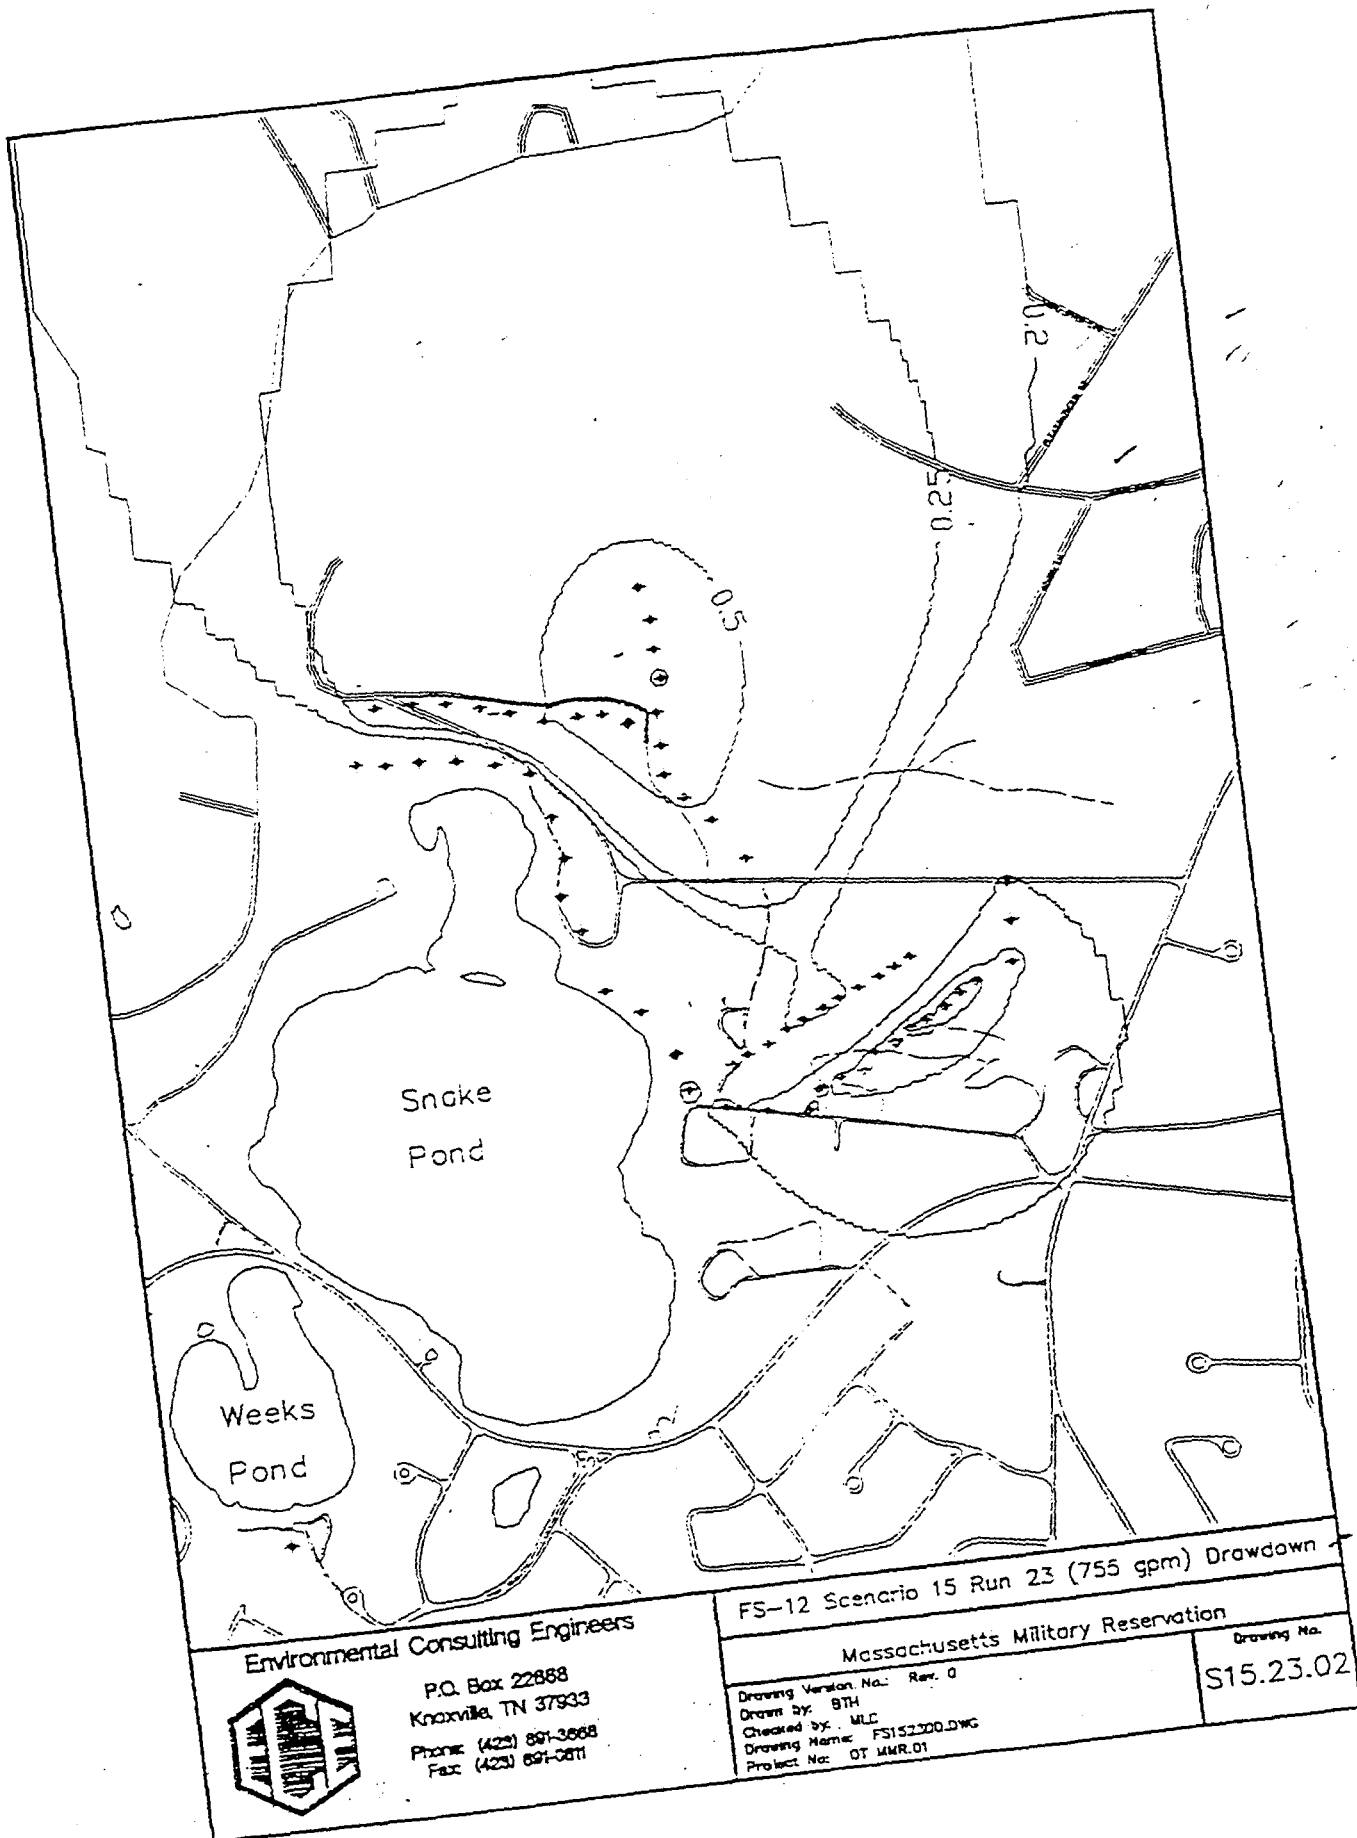 0.2
0.25
0.5
Snake
Pond
Weeks
Pond
FS-12 Scenario 15 Run 23 (755 gpm) Drawdown
Massachusetts Military Reservation
Environmental Consulting Engineers
P.O. Box 22668
Knoxville, TN 37933
Phone: (423) 691-3668
Fax: (423) 691-0611
Drawing Version No.: Rev. 0
Drawn by: BTH
Checked by: MLC
Drawing Name: FS152300.DWG
Project No: OT MMR.01
Drawing No.
S15.23.02